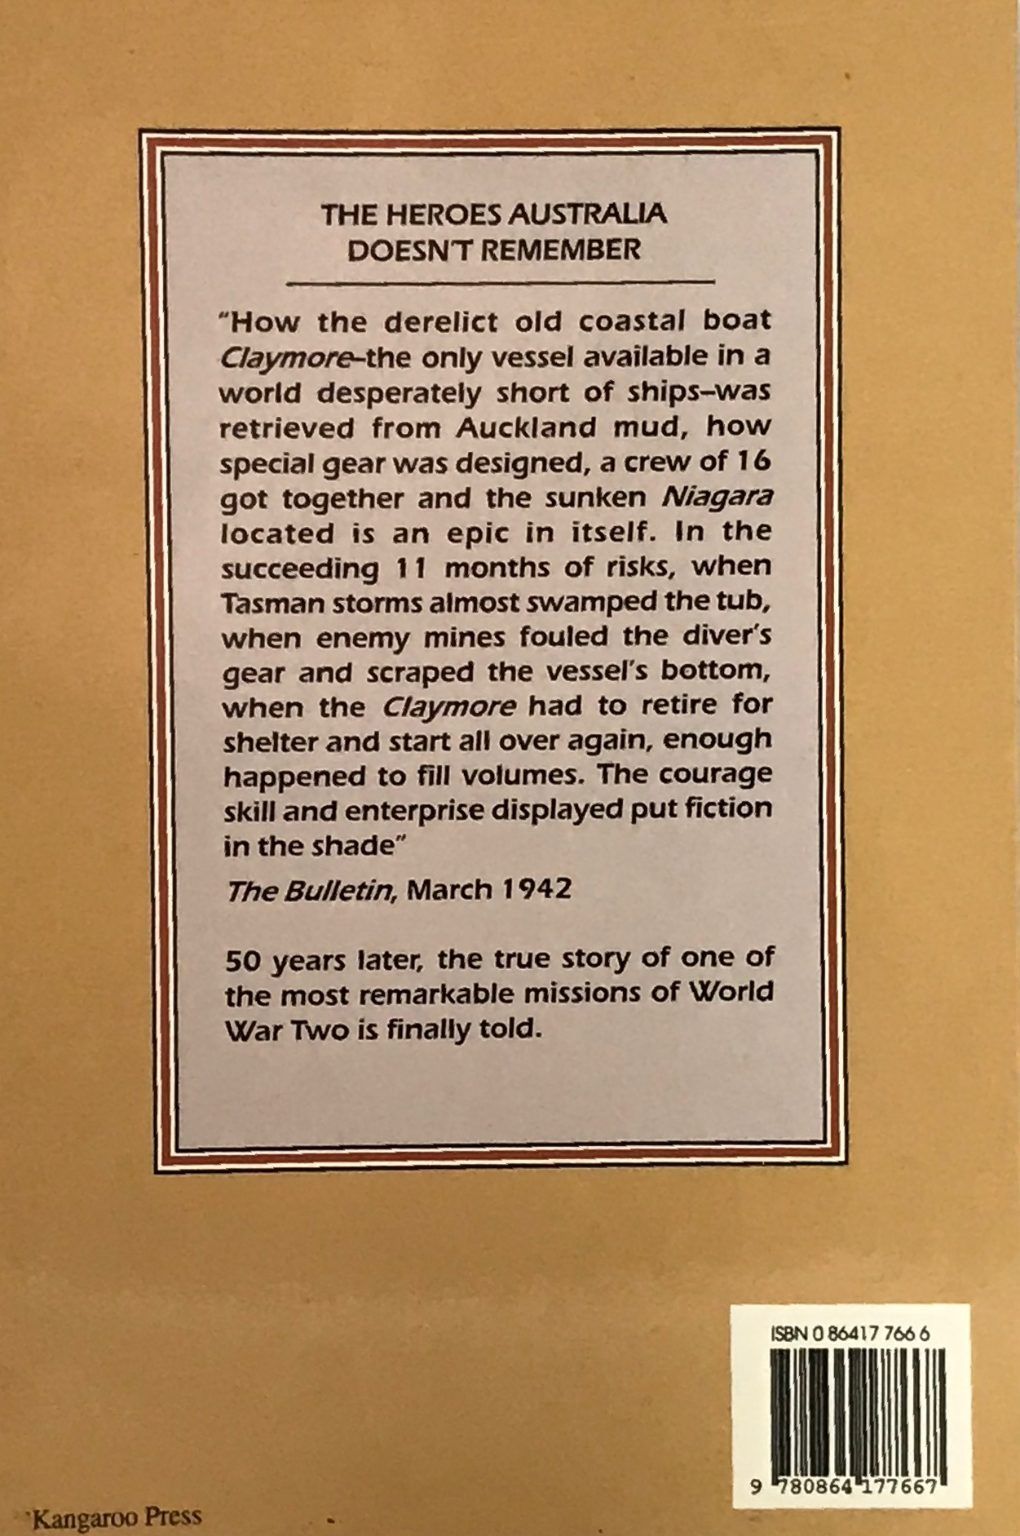 THE HEROES AUSTRALIA
DOESN'T REMEMBER
"How the derelict old coastal boat
Claymore–the only vessel available in a
world desperately short of ships–was
retrieved from Auckland mud, how
special gear was designed, a crew of 16
got together and the sunken Niagara
located is an epic in itself. In the
succeeding 11 months of risks, when
Tasman storms almost swamped the tub,
when enemy mines fouled the diver's
gear and scraped the vessel's bottom,
when the Claymore had to retire for
shelter and start all over again, enough
happened to fill volumes. The courage
skill and enterprise displayed put fiction
in the shade"
The Bulletin, March 1942
50 years later, the true story of one of
the most remarkable missions of World
War Two is finally told.
ISBN 0 86417 766 6
9 780864 177667
Kangaroo Press